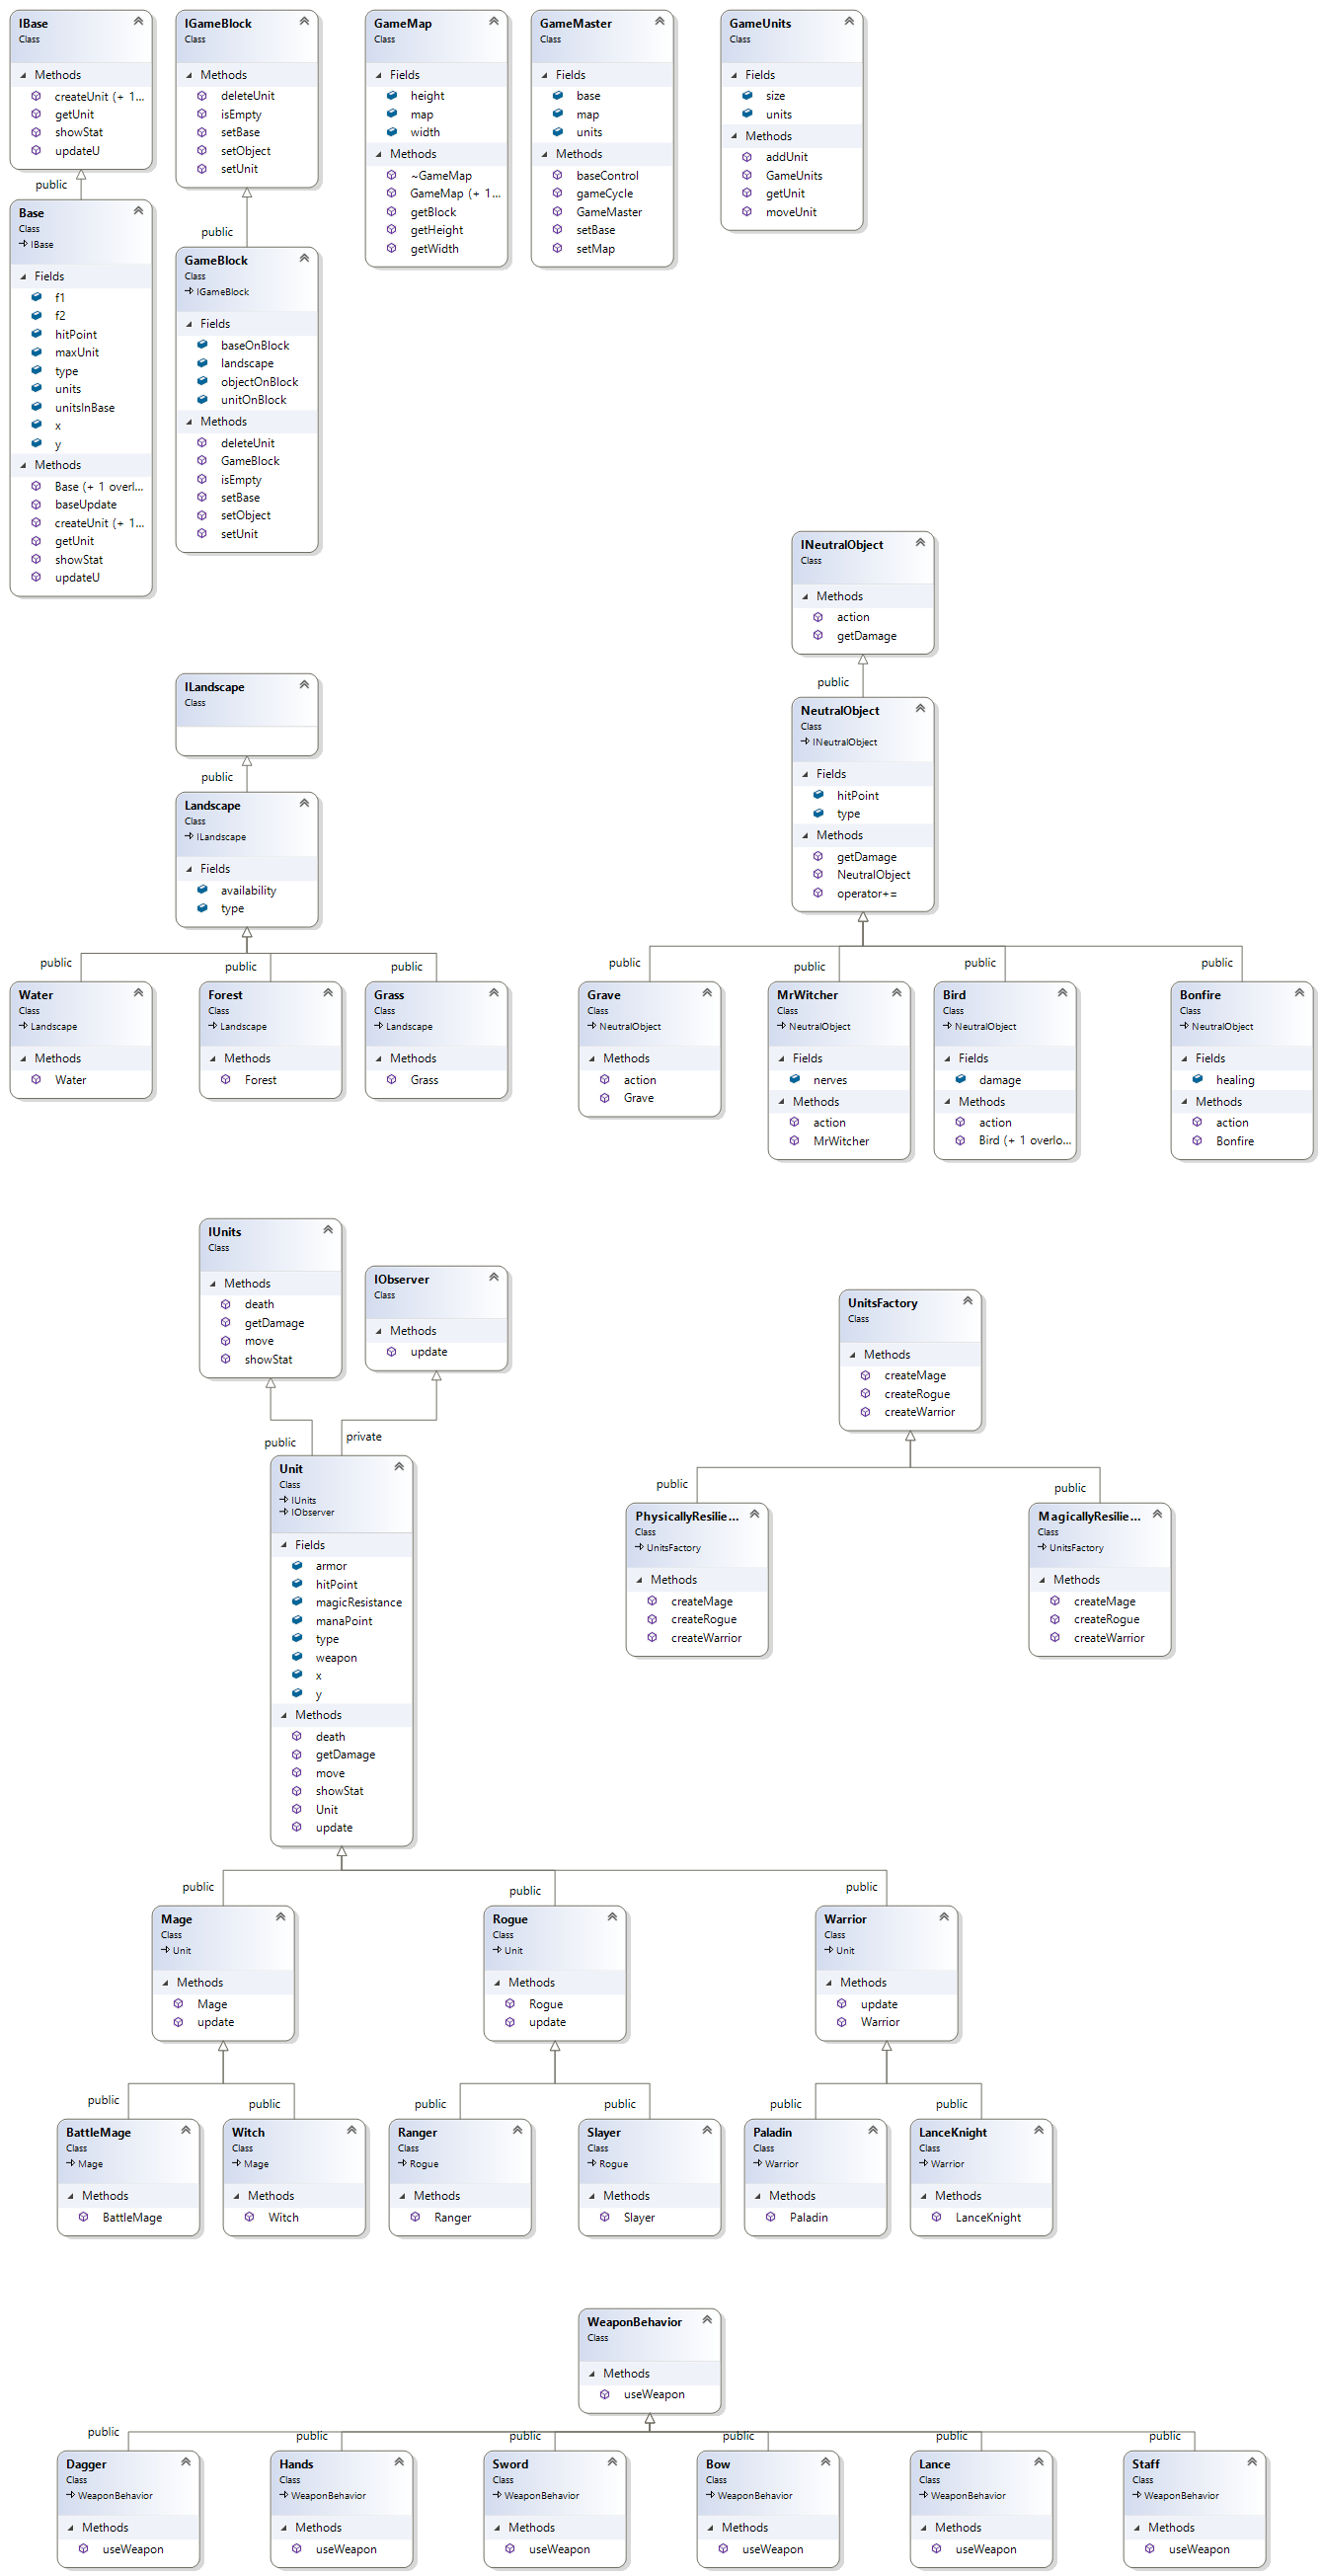 IBase
Class
Methods
createUnit (+ 1...
getUnit
showStat
updateU
public
Base
Class
IBase
Fields
f1
f2
hitPoint
maxUnit
type
units
unitsInBase
x
y
Methods
Base (+ 1 overl...
baseUpdate
createUnit (+ 1...
getUnit
showStat
updateU
IGameBlock
Class
Methods
deleteUnit
isEmpty
setBase
setObject
setUnit
public
GameBlock
Class
IGameBlock
Fields
baseOnBlock
landscape
objectOnBlock
unitOnBlock
Methods
deleteUnit
GameBlock
isEmpty
setBase
setObject
setUnit
GameMap
Class
Fields
height
map
width
Methods
~GameMap
GameMap (+ 1...
getBlock
getHeight
getWidth
GameMaster
Class
Fields
base
map
units
Methods
baseControl
gameCycle
GameMaster
setBase
setMap
GameUnits
Class
Fields
size
units
Methods
addUnit
GameUnits
getUnit
moveUnit
INeutralObject
Class
Methods
action
getDamage
public
NeutralObject
Class
INeutralObject
Fields
hitPoint
type
Methods
getDamage
NeutralObject
operator+=
ILandscape
Class
public
Landscape
Class
ILandscape
Fields
availability
type
public
public
public
Water
Class
Landscape
Methods
Water
Forest
Class
Landscape
Methods
Forest
Grass
Class
Landscape
Methods
Grass
public
public
public
public
Grave
Class
NeutralObject
Methods
action
Grave
MrWitcher
Class
NeutralObject
Fields
nerves
Methods
action
MrWitcher
Bird
Class
NeutralObject
Fields
damage
Methods
action
Bird (+ 1 overlo...
Bonfire
Class
NeutralObject
Fields
healing
Methods
action
Bonfire
IUnits
Class
Methods
death
getDamage
move
showStat
IObserver
Class
Methods
update
public
private
Unit
Class
IUnits
IObserver
Fields
armor
hitPoint
magicResistance
manaPoint
type
weapon
x
y
Methods
death
getDamage
move
showStat
Unit
update
UnitsFactory
Class
Methods
createMage
createRogue
createWarrior
public
public
PhysicallyResilie...
Class
UnitsFactory
Methods
createMage
createRogue
createWarrior
MagicallyResilie...
Class
UnitsFactory
Methods
createMage
createRogue
createWarrior
public
public
public
Mage
Class
Unit
Methods
Mage
update
Rogue
Class
Unit
Methods
Rogue
update
Warrior
Class
Unit
Methods
update
Warrior
public
public
public
public
public
public
BattleMage
Class
Mage
Methods
BattleMage
Witch
Class
Mage
Methods
Witch
Ranger
Class
Rogue
Methods
Ranger
Slayer
Class
Rogue
Methods
Slayer
Paladin
Class
Warrior
Methods
Paladin
LanceKnight
Class
Warrior
Methods
LanceKnight
WeaponBehavior
Class
Methods
useWeapon
public
public
public
public
public
public
Dagger
Class
WeaponBehavior
Methods
useWeapon
Hands
Class
WeaponBehavior
Methods
useWeapon
Sword
Class
WeaponBehavior
Methods
useWeapon
Bow
Class
WeaponBehavior
Methods
useWeapon
Lance
Class
WeaponBehavior
Methods
useWeapon
Staff
Class
WeaponBehavior
Methods
useWeapon